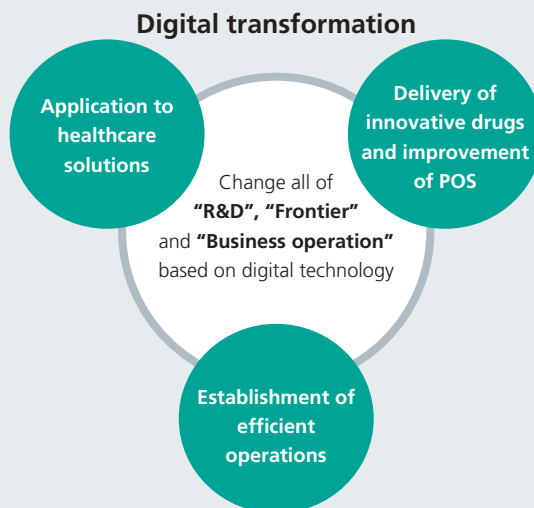 Digital transformation
Application to
healthcare
solutions
Delivery of
innovative drugs
and improvement
of POS
Change all of
"R&D", "Frontier"
and "Business operation"
based on digital technology
Establishment of
efficient
operations